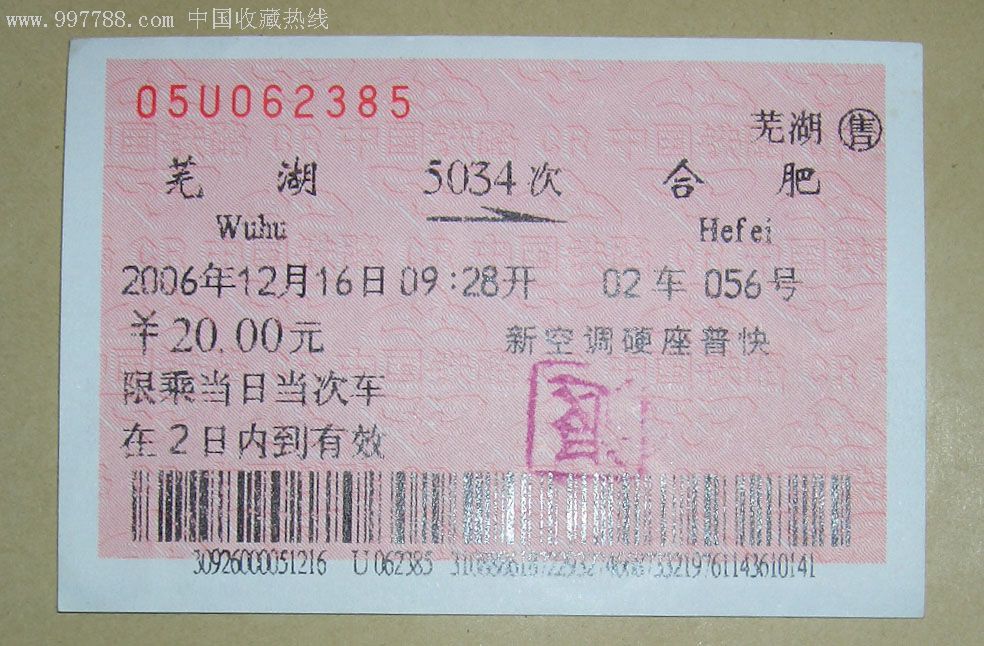 www.997788.com 中国收藏热线
05U062385
芜湖 售
芜湖 5034次 合肥
Wuhu Hefei
2006年12月16日 09:28开 02车 056号
￥20.00元 新空调硬座普快
限乘当日当次车
在2日内到有效
30926000051216 U062385